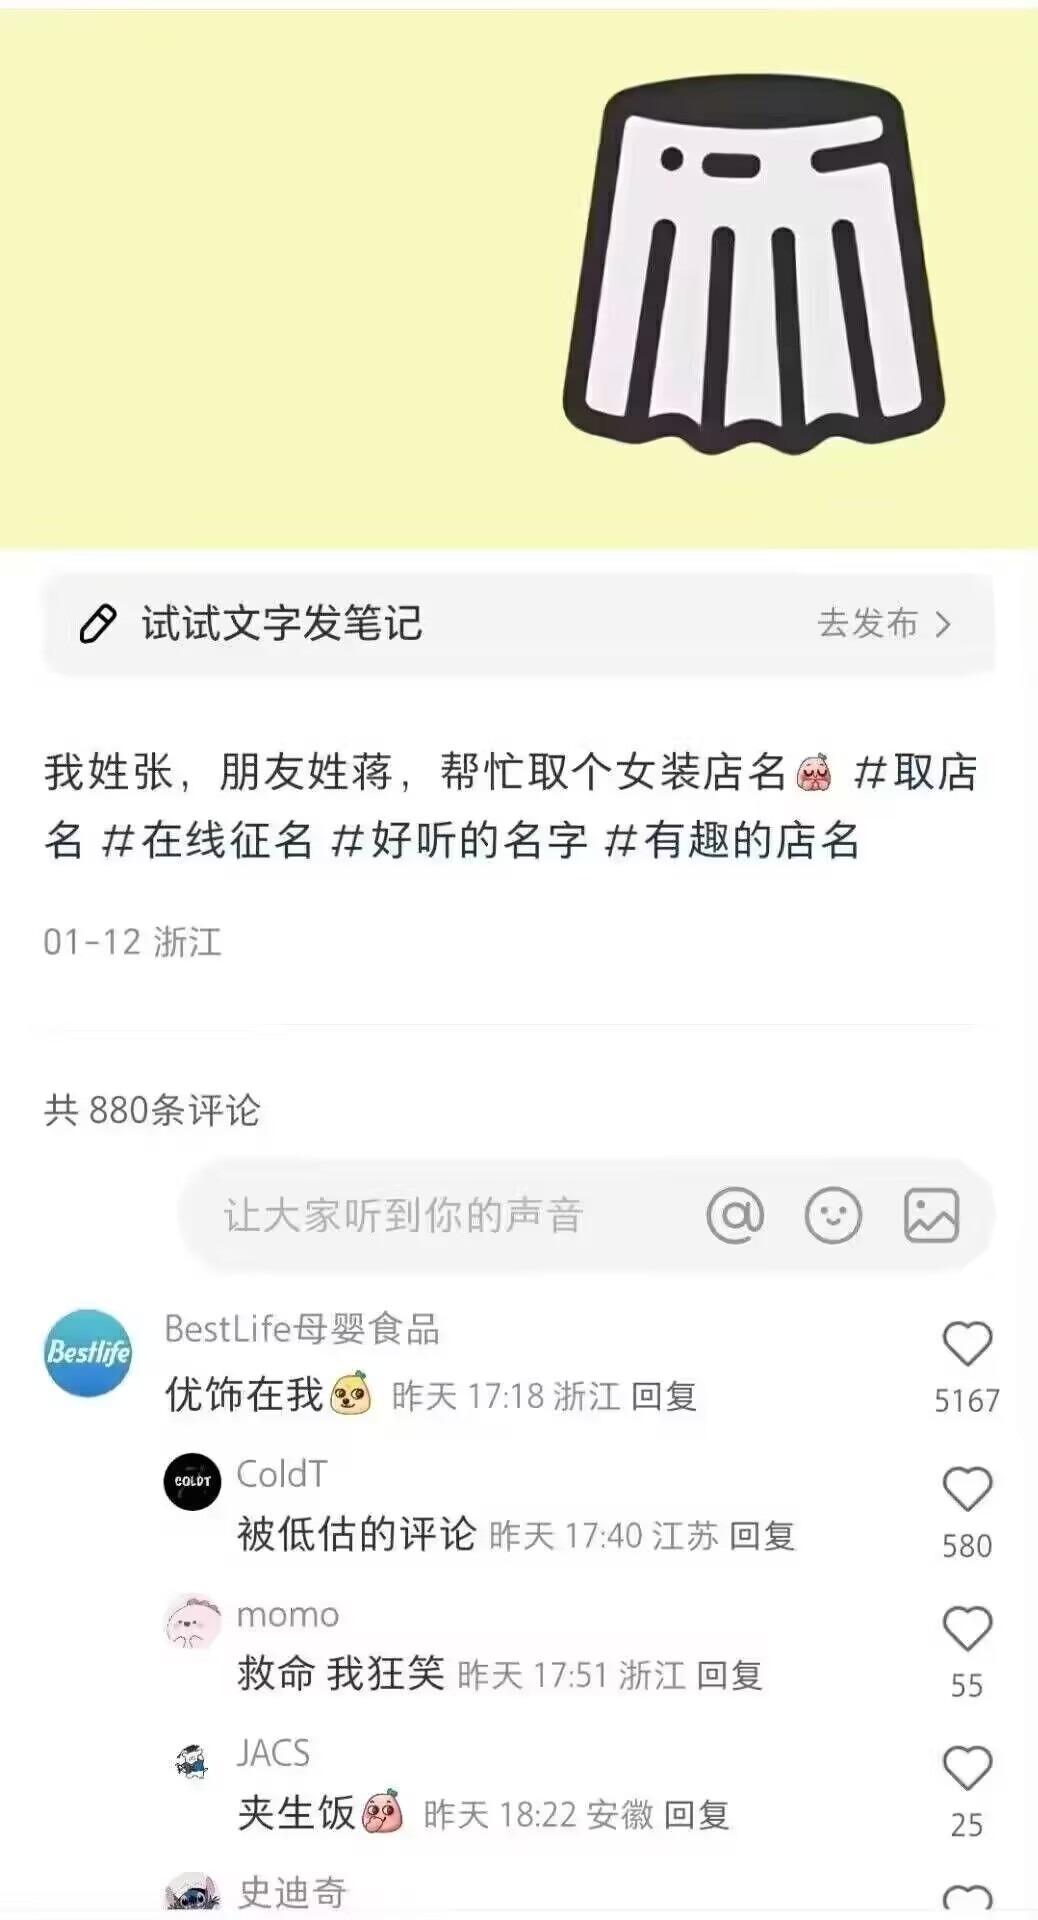 试试文字发笔记
去发布
我姓张，朋友姓蒋，帮忙取个女装店名 #取店
名 #在线征名 #好听的名字 #有趣的店名
01-12 浙江
共 880条评论
让大家听到你的声音
Bestlife
BestLife母婴食品
优饰在我 昨天 17:18 浙江 回复
5167
COLDT
ColdT
被低估的评论 昨天 17:40 江苏 回复
580
momo
救命 我狂笑 昨天 17:51 浙江 回复
55
JACS
夹生饭 昨天 18:22 安徽 回复
25
史迪奇